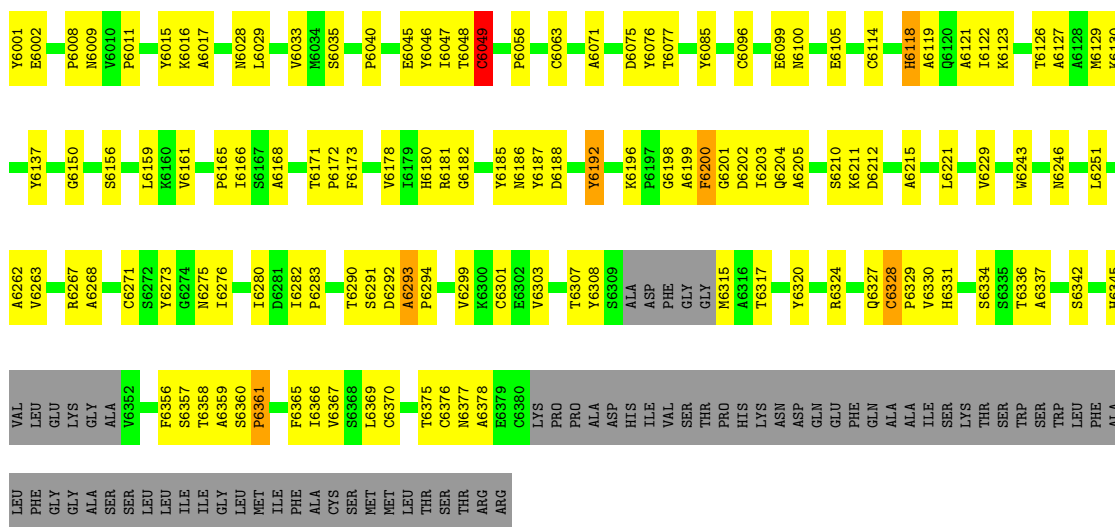 Y6001 E6002 P6008 N6009 V6010 P6011 Y6015 K6016 A6017 N6028 L6029 V6033 M6034 S6035 P6040 E6045 Y6046 I6047 T6048 C6049 P6056 C6063 A6071 D6075 Y6076 T6077 Y6085 C6096 E6099 N6100 E6105 C6114 H6118 A6119 Q6120 A6121 I6122 K6123 T6126 A6127 A6128 M6129 K6130
Y6137 G6150 S6156 L6159 K6160 V6161 P6165 I6166 S6167 A6168 T6171 P6172 F6173 V6178 I6179 H6180 R6181 G6182 Y6185 N6186 Y6187 D6188 Y6192 K6196 P6197 G6198 A6199 F6200 G6201 D6202 I6203 Q6204 A6205 S6210 K6211 D6212 A6215 L6221 V6229 W6243 N6246 L6251
A6262 V6263 R6267 A6268 C6271 S6272 Y6273 G6274 N6275 I6276 I6280 D6281 I6282 P6283 T6290 S6291 D6292 A6293 P6294 V6299 K6300 C6301 E6302 V6303 T6307 Y6308 S6309 ALA ASP PHE GLY GLY M6315 A6316 T6317 Y6320 R6324 Q6327 C6328 P6329 V6330 H6331 S6334 S6335 T6336 A6337 S6342 H6345
VAL LEU GLU LYS GLY ALA V6352 F6356 S6357 T6358 A6359 S6360 P6361 F6365 I6366 V6367 S6368 L6369 C6370 T6375 C6376 N6377 A6378 E6379 C6380 LYS PRO PRO ALA ASP HIS ILE VAL SER THR PRO HIS LYS ASN ASP GLN GLU PHE GLN ALA ALA ILE SER LYS THR SER TRP SER TRP LEU PHE ALA
LEU PHE GLY GLY ALA SER SER LEU LEU ILE ILE GLY LEU MET ILE PHE ALA CYS SER MET MET LEU THR SER THR ARG ARG